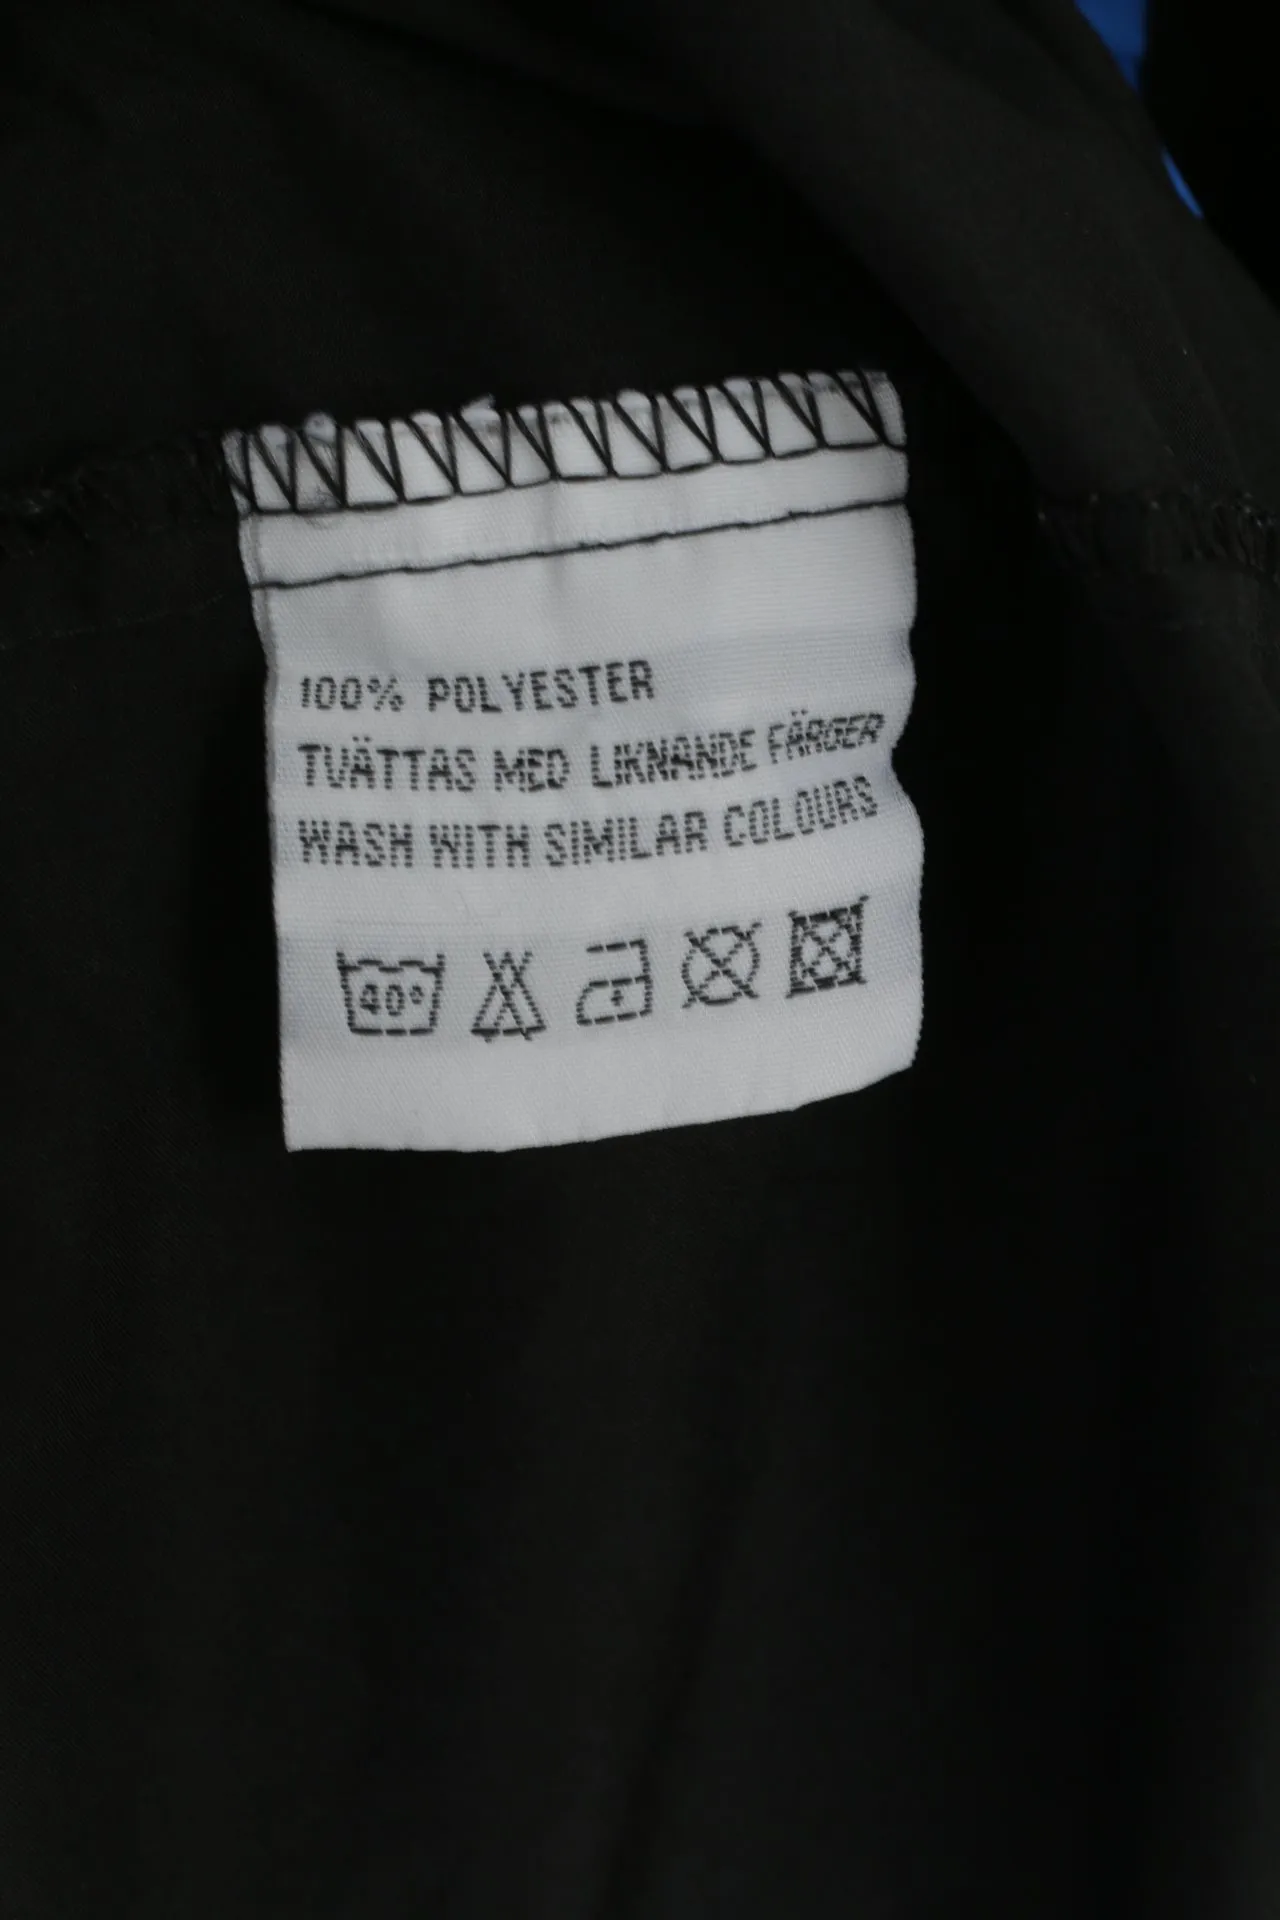 100% POLYESTER
TVÄTTAS MED LIKNANDE FÄRGER
WASH WITH SIMILAR COLOURS
40°